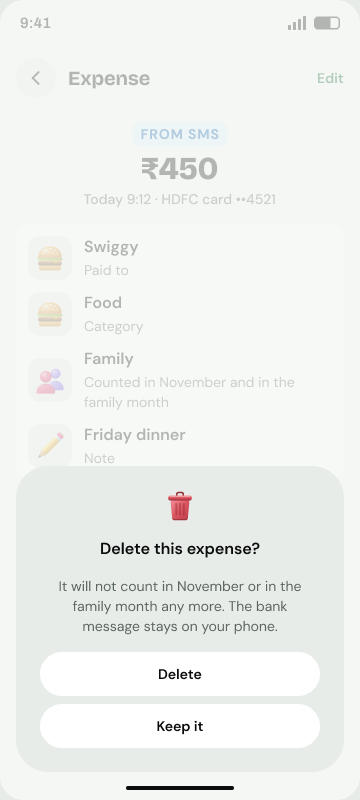 9:41
Expense
Edit
FROM SMS
₹450
Today 9:12 · HDFC card ••4521
Swiggy
Paid to
Food
Category
Family
Counted in November and in the
family month
Friday dinner
Note
Delete this expense?
It will not count in November or in the
family month any more. The bank
message stays on your phone.
Delete
Keep it